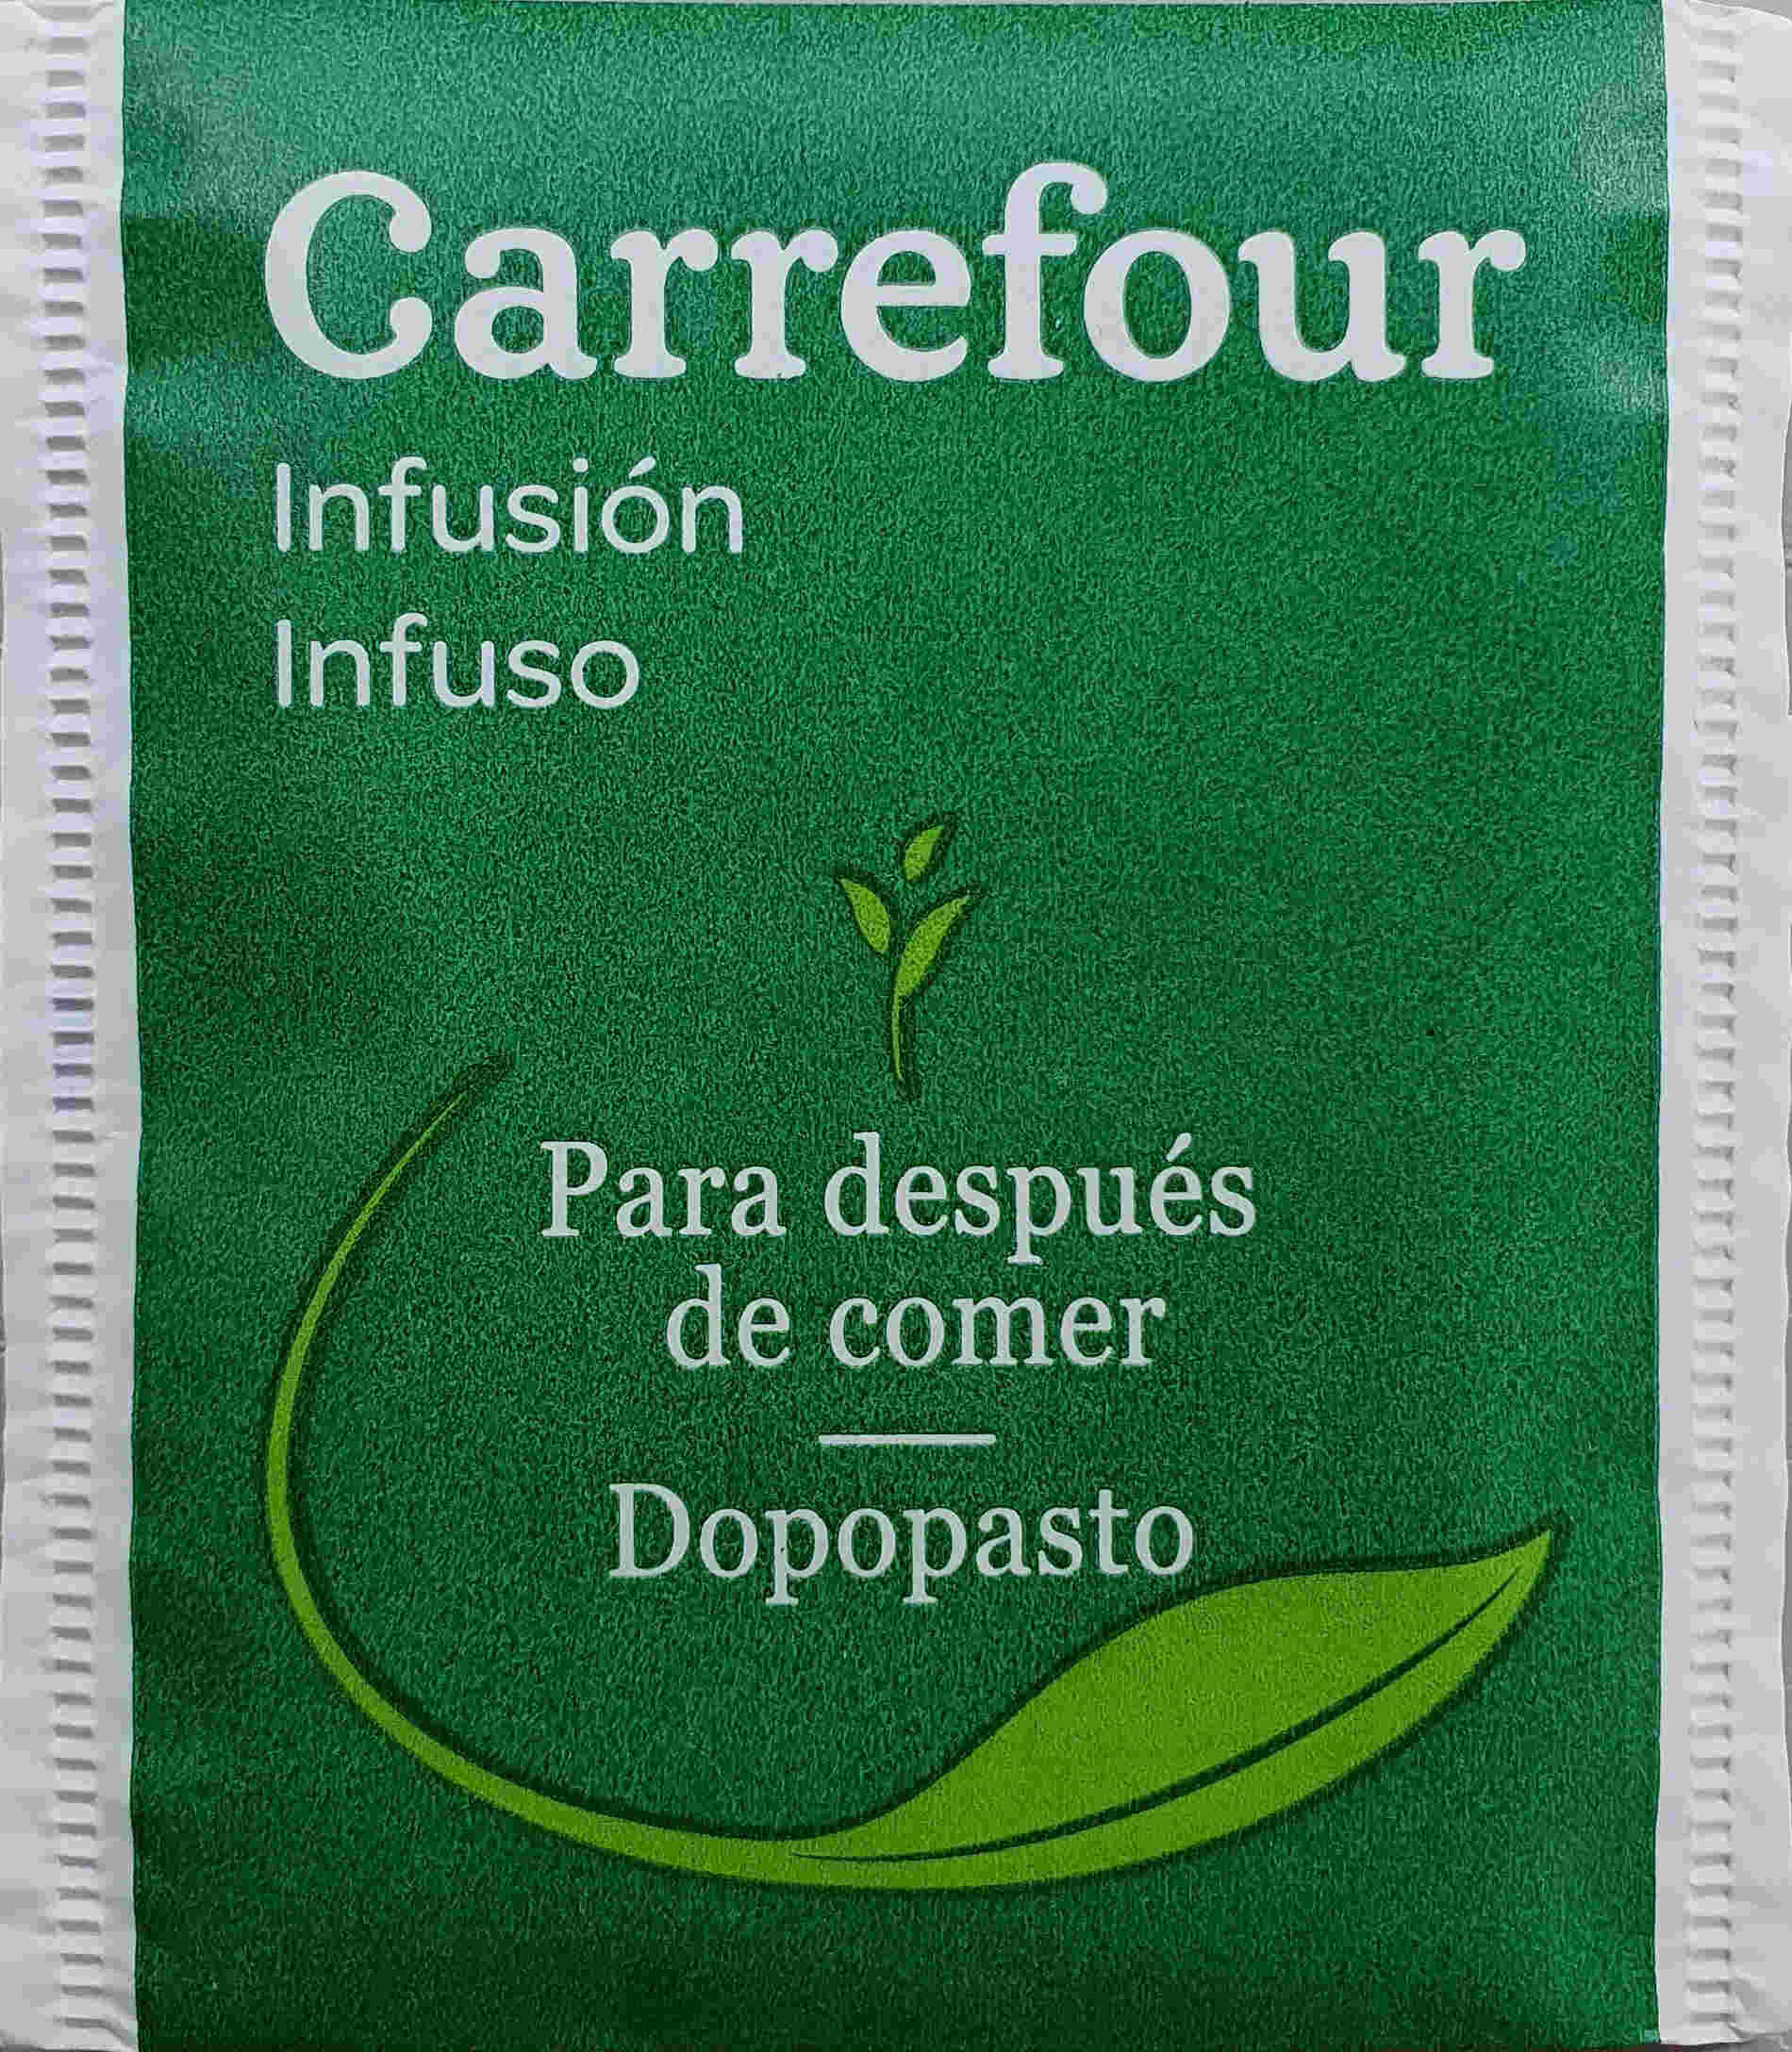 Carrefour
Infusión
Infuso
Para después
de comer
Dopopasto